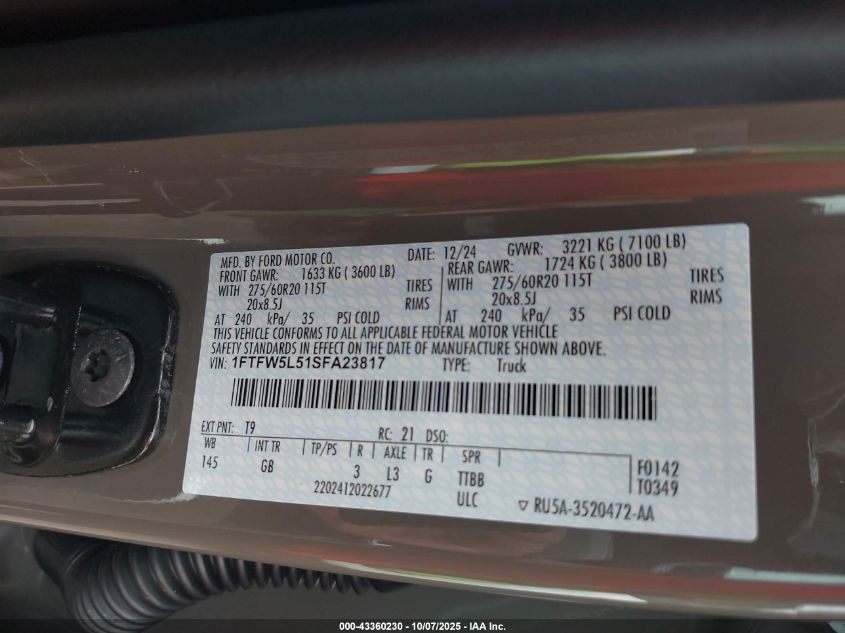 MFD. BY FORD MOTOR CO. DATE: 12/24 GVWR: 3221 KG ( 7100 LB)
FRONT GAWR: 1633 KG ( 3600 LB) REAR GAWR: 1724 KG ( 3800 LB)
WITH 275/60R20 115T TIRES WITH 275/60R20 115T TIRES
20x8.5J RIMS 20x8.5J RIMS
AT 240 kPa/ 35 PSI COLD AT 240 kPa/ 35 PSI COLD
THIS VEHICLE CONFORMS TO ALL APPLICABLE FEDERAL MOTOR VEHICLE
SAFETY STANDARDS IN EFFECT ON THE DATE OF MANUFACTURE SHOWN ABOVE.
VIN: 1FTFW5L51SFA23817 TYPE: Truck
EXT PNT: T9 RC: 21 DSO:
WB INT TR TP/PS R AXLE TR SPR
145 GB 3 L3 G TTBB
F0142
T0349
2202412022677 ULC
▽ RU5A-3520472-AA
000-43360230 - 10/07/2025 - IAA Inc.